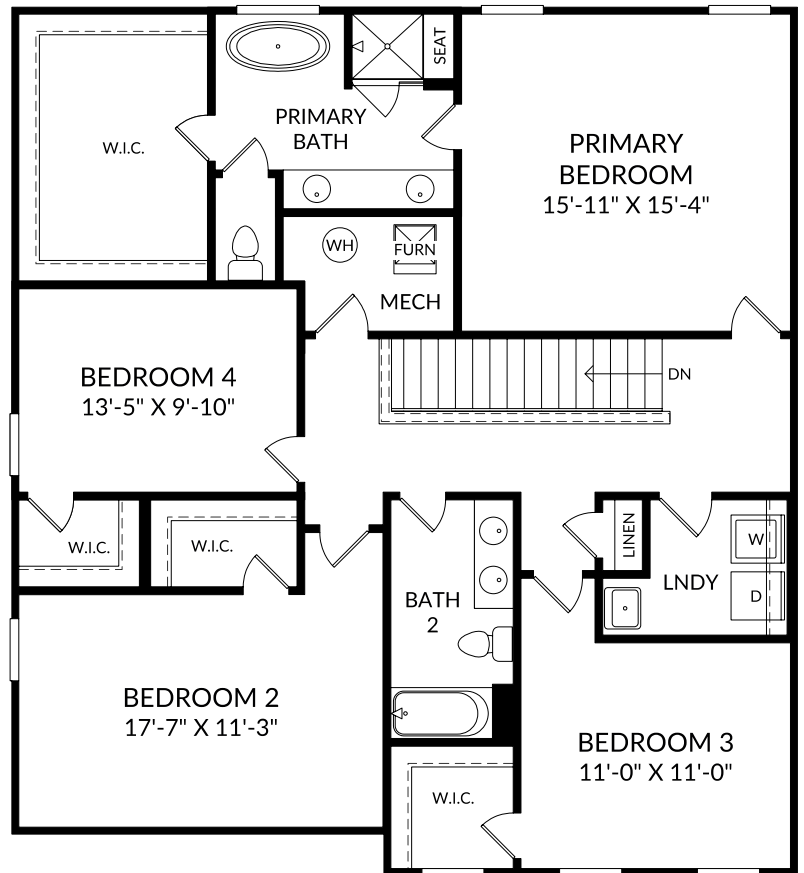 SEAT
PRIMARY
BATH
W.I.C.
PRIMARY
BEDROOM
15'-11" X 15'-4"
WH
FURN
MECH
BEDROOM 4
13'-5" X 9'-10"
DN
W.I.C.
W.I.C.
LINEN
W
LNDY
D
BATH
2
BEDROOM 2
17'-7" X 11'-3"
BEDROOM 3
11'-0" X 11'-0"
W.I.C.